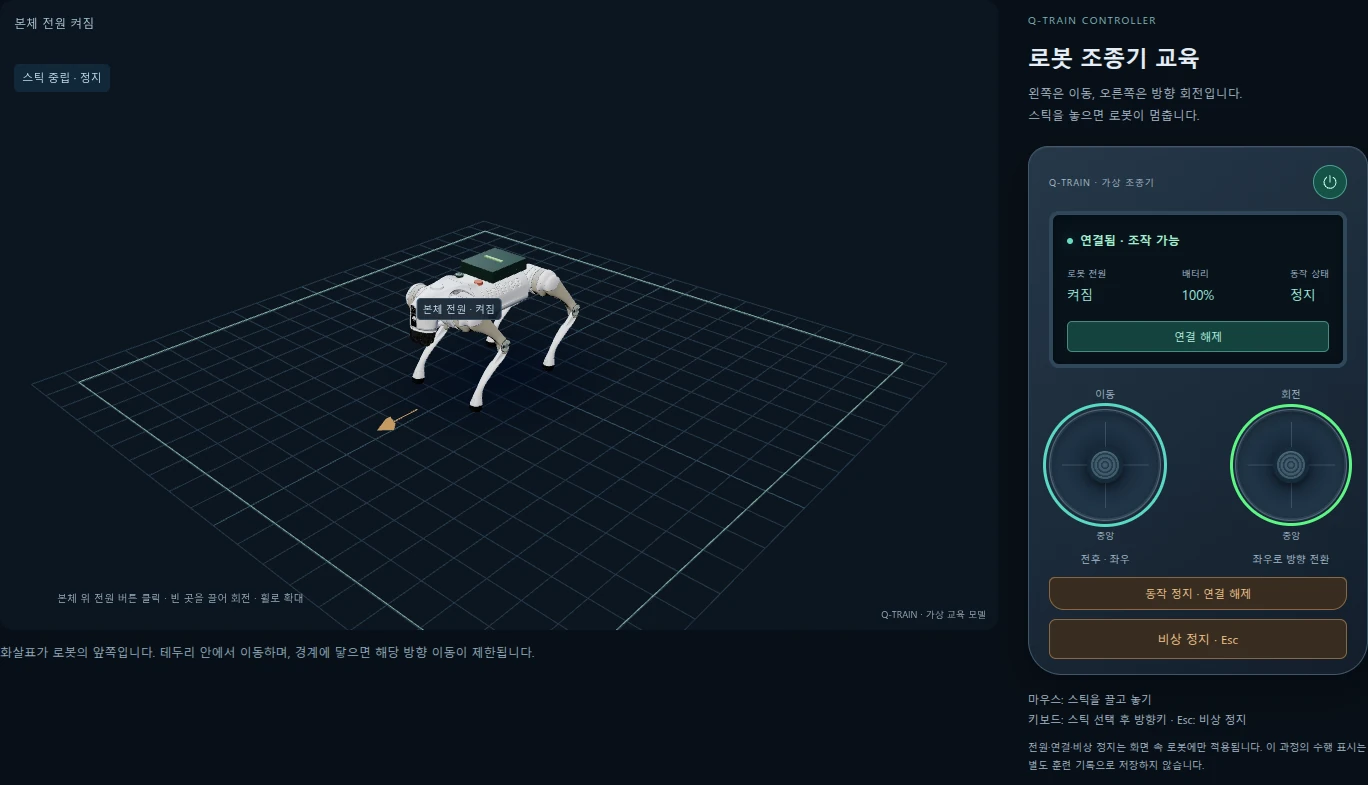 본체 전원 켜짐
스틱 중립 · 정지
본체 전원 · 켜짐
본체 위 전원 버튼 클릭 · 빈 곳을 끌어 회전 · 휠로 확대
Q-TRAIN · 가상 교육 모델
화살표가 로봇의 앞쪽입니다. 테두리 안에서 이동하며, 경계에 닿으면 해당 방향 이동이 제한됩니다.
Q-TRAIN CONTROLLER
로봇 조종기 교육
왼쪽은 이동, 오른쪽은 방향 회전입니다.
스틱을 놓으면 로봇이 멈춥니다.
Q-TRAIN · 가상 조종기
연결됨 · 조작 가능
로봇 전원 배터리 동작 상태
켜짐 100% 정지
연결 해제
이동 회전
중앙 중앙
전후 · 좌우 좌우로 방향 전환
동작 정지 · 연결 해제
비상 정지 · Esc
마우스: 스틱을 끌고 놓기
키보드: 스틱 선택 후 방향키 · Esc: 비상 정지
전원·연결·비상 정지는 화면 속 로봇에만 적용됩니다. 이 과정의 수행 표시는
별도 훈련 기록으로 저장하지 않습니다.